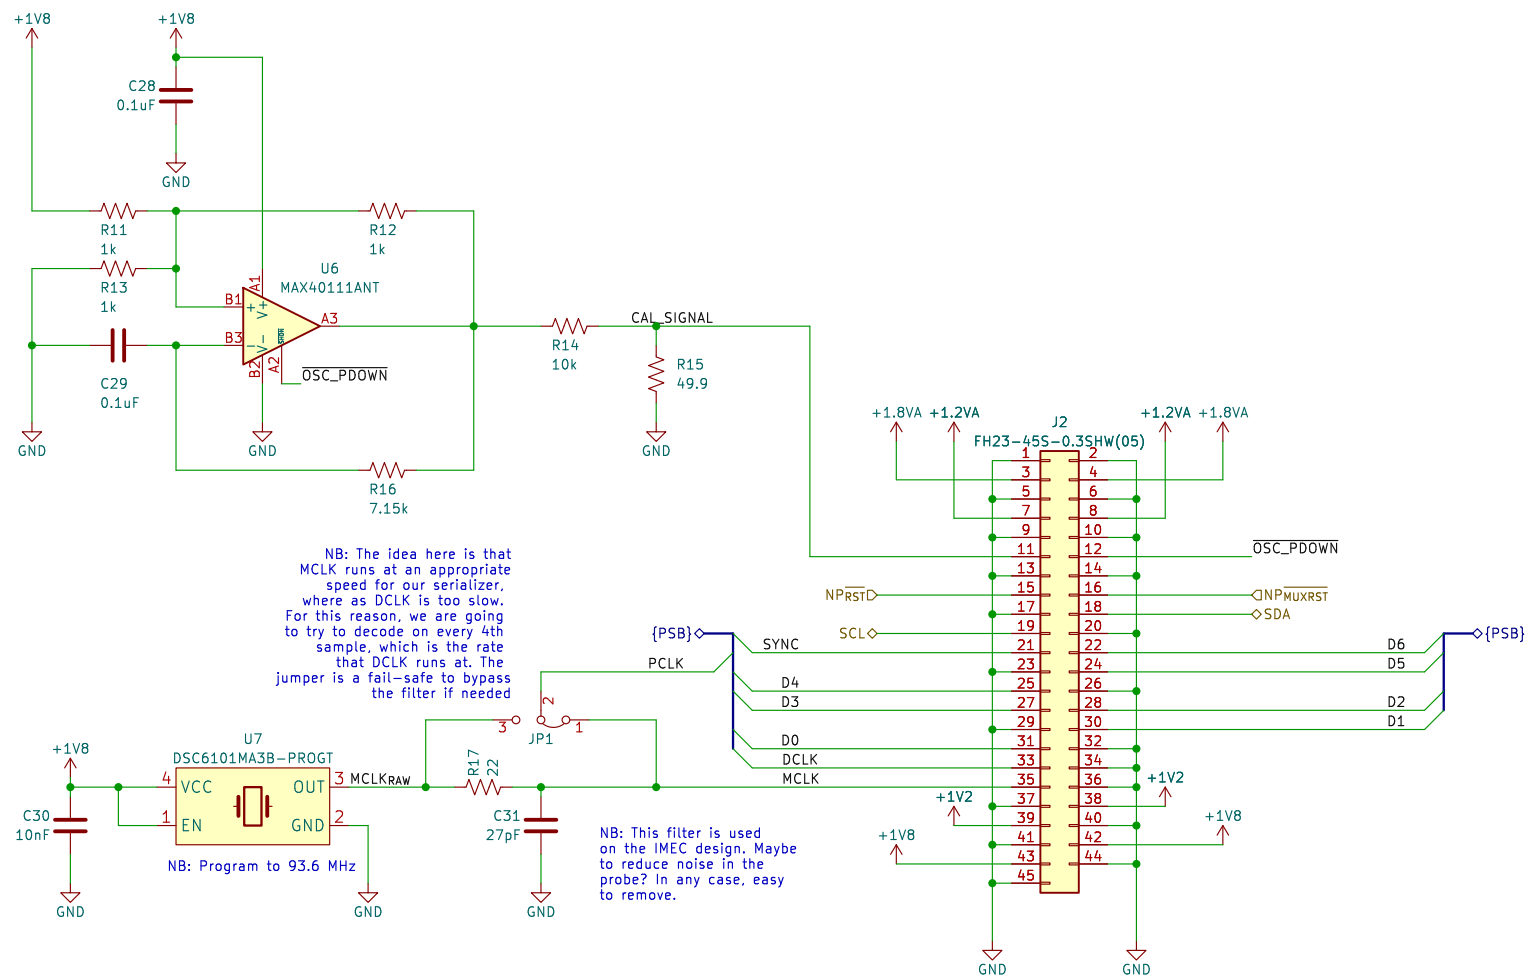 +1V8
+1V8
C28
0.1uF
GND
R11
1k
R12
1k
R13
1k
U6
MAX40111ANT
A1
B1
+
V+
SHDN
A3
B3
-
V-
B2
A2
OSC_PDOWN
C29
0.1uF
GND
GND
R14
10k
CAL_SIGNAL
R15
49.9
GND
R16
7.15k
NB: The idea here is that
MCLK runs at an appropriate
speed for our serializer,
where as DCLK is too slow.
For this reason, we are going
to try to decode on every 4th
sample, which is the rate
that DCLK runs at. The
jumper is a fail-safe to bypass
the filter if needed
+1V8
C30
10nF
GND
U7
DSC6101MA3B-PROGT
4 VCC OUT 3
1 EN GND 2
NB: Program to 93.6 MHz
GND
MCLKRAW
R17
22
3
2
1
JP1
C31
27pF
GND
NB: This filter is used
on the IMEC design. Maybe
to reduce noise in the
probe? In any case, easy
to remove.
{PSB}
PCLK
SYNC
D4
D3
D0
DCLK
MCLK
NPRST
SCL
+1.8VA
+1.2VA
J2
FH23-45S-0.3SHW(05)
+1.2VA
+1.8VA
1 2
3 4
5 6
7 8
9 10
11 12
13 14
15 16
17 18
19 20
21 22
23 24
25 26
27 28
29 30
31 32
33 34
35 36
37 38
39 40
41 42
43 44
45
OSC_PDOWN
NPMUXRST
SDA
D6
D5
D2
D1
{PSB}
+1V2
+1V8
+1V2
+1V8
GND
GND